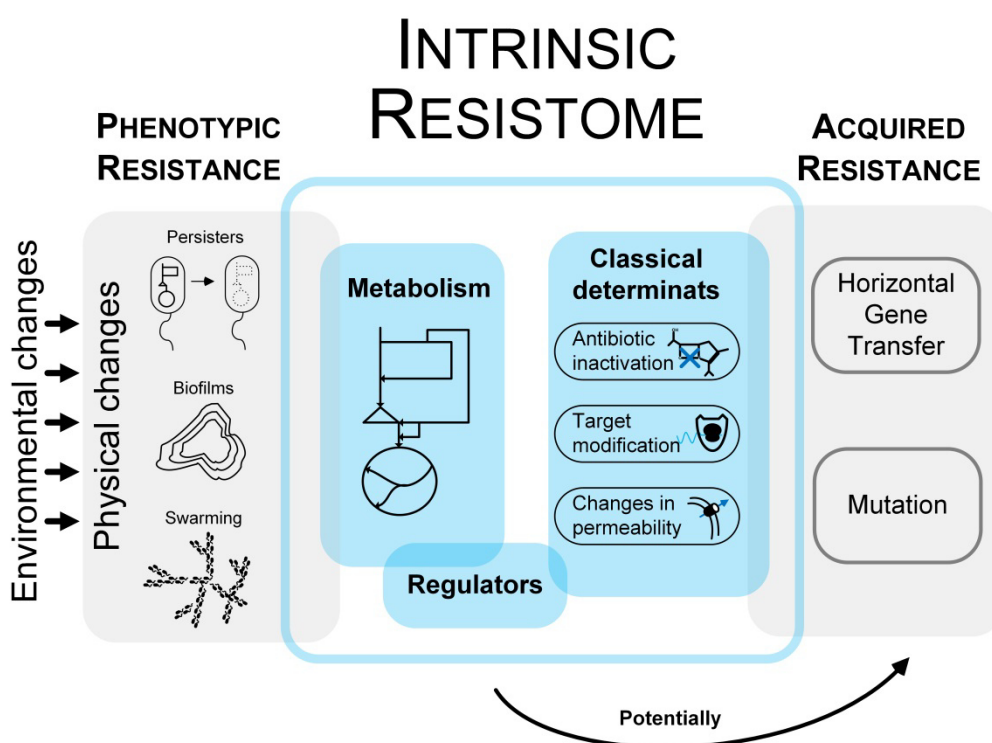 INTRINSIC
RESISTOME
PHENOTYPIC
RESISTANCE
ACQUIRED
RESISTANCE
Environmental changes
Physical changes
Persisters
Biofilms
Swarming
Metabolism
Classical
determinats
Antibiotic
inactivation
Target
modification
Changes in
permeability
Regulators
Horizontal
Gene
Transfer
Mutation
Potentially